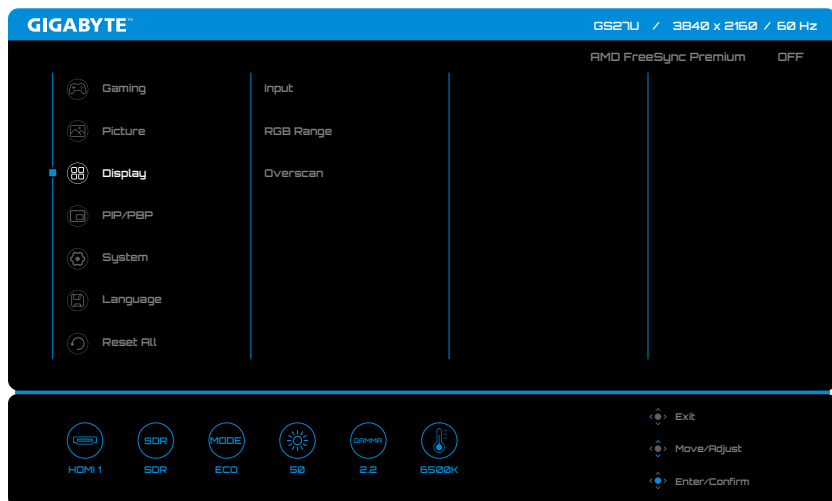 GIGABYTE™ GS27U / 3840 x 2160 / 60 Hz
AMD FreeSync Premium OFF
Gaming Input
Picture RGB Range
Display Overscan
PIP/PBP
System
Language
Reset All
Exit
SDR MODE GAMMA
Move/Adjust
HDMI 1 SDR ECO 50 2.2 6500K
Enter/Confirm